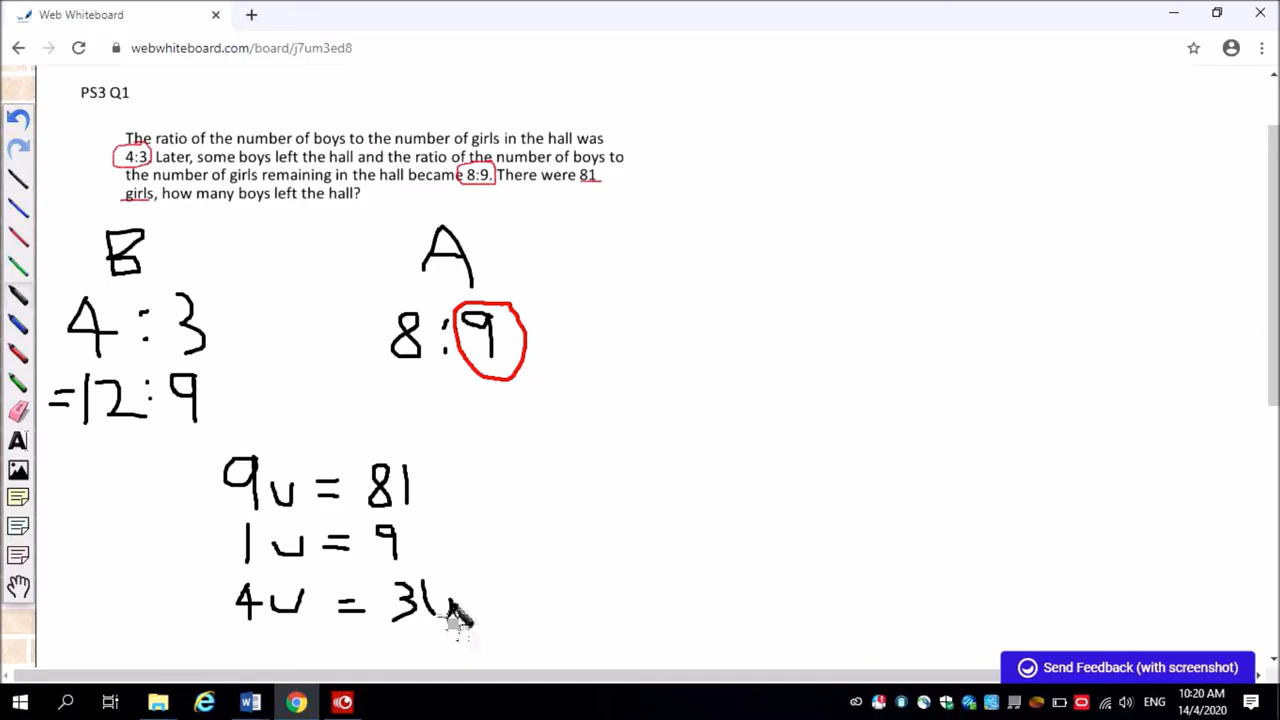 Web Whiteboard
webwhiteboard.com/board/j7um3ed8
PS3 Q1
The ratio of the number of boys to the number of girls in the hall was
4:3. Later, some boys left the hall and the ratio of the number of boys to
the number of girls remaining in the hall became 8:9. There were 81
girls, how many boys left the hall?
B
A
4 : 3
8 : 9
=12 : 9
9u = 81
1u = 9
4u = 3
A
Send Feedback (with screenshot)
ENG
10:20 AM
14/4/2020